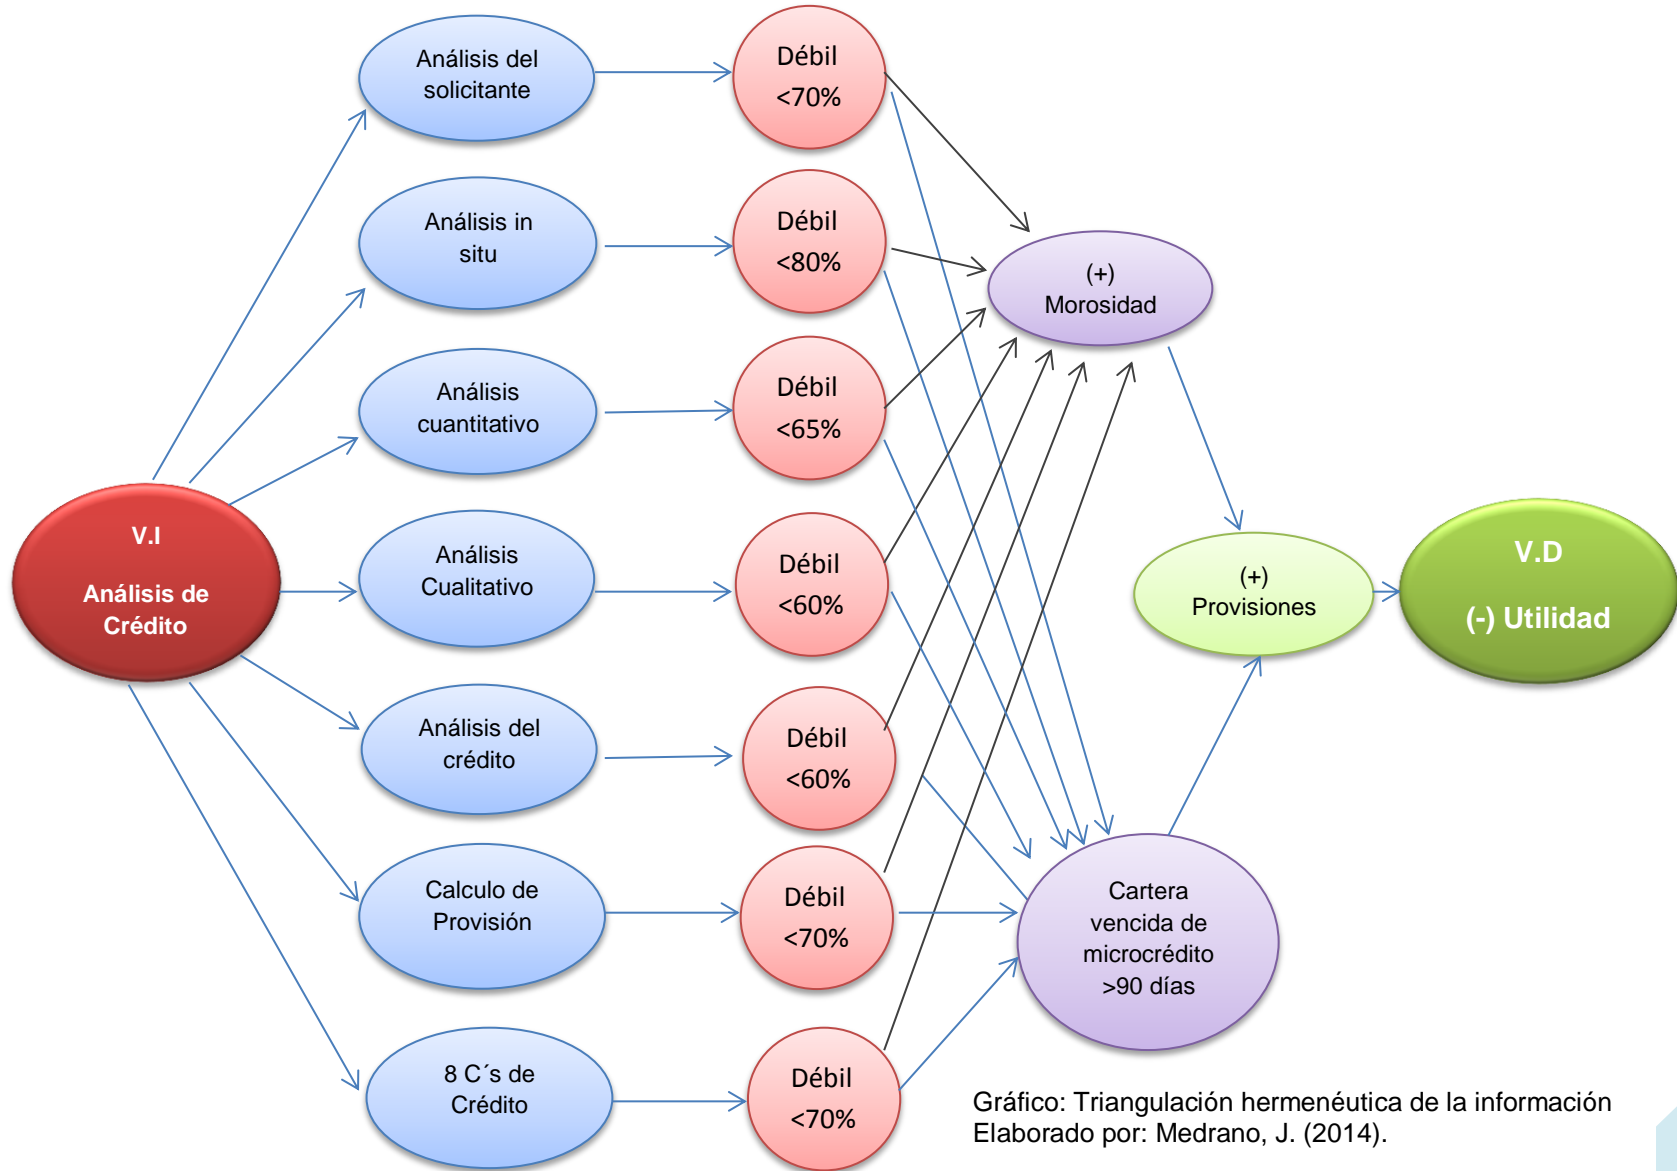 V.I
Análisis de
Crédito
Análisis del
solicitante
Débil
<70%
Análisis in
situ
Débil
<80%
Análisis
cuantitativo
Débil
<65%
Análisis
Cualitativo
Débil
<60%
Análisis del
crédito
Débil
<60%
Calculo de
Provisión
Débil
<70%
8 C´s de
Crédito
Débil
<70%
(+)
Morosidad
Cartera
vencida de
microcrédito
>90 días
(+)
Provisiones
V.D
(-) Utilidad
Gráfico: Triangulación hermenéutica de la información
Elaborado por: Medrano, J. (2014).